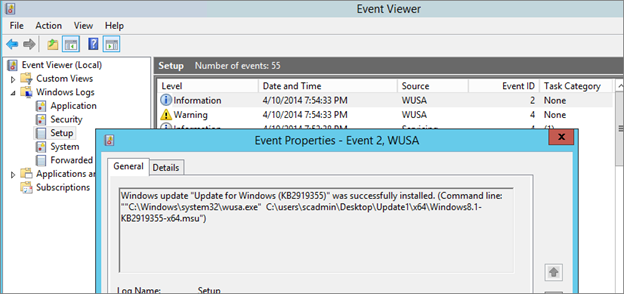 Event Viewer
File Action View Help
Event Viewer (Local)
Custom Views
Windows Logs
Application
Security
Setup
System
Forwarded
Applications an
Subscriptions
Setup Number of events: 55
Level Date and Time Source Event ID Task Category
Information 4/10/2014 7:54:33 PM WUSA 2 None
Warning 4/10/2014 7:54:33 PM WUSA 4 None
Information 4/10/2014 7:53:38 PM Servicing 4 (1)
Event Properties - Event 2, WUSA
General Details
Windows update "Update for Windows (KB2919355)" was successfully installed. (Command line:
""C:\Windows\system32\wusa.exe" C:\users\scadmin\Desktop\Update1\x64\Windows8.1-
KB2919355-x64.msu")
Log Name: Setup